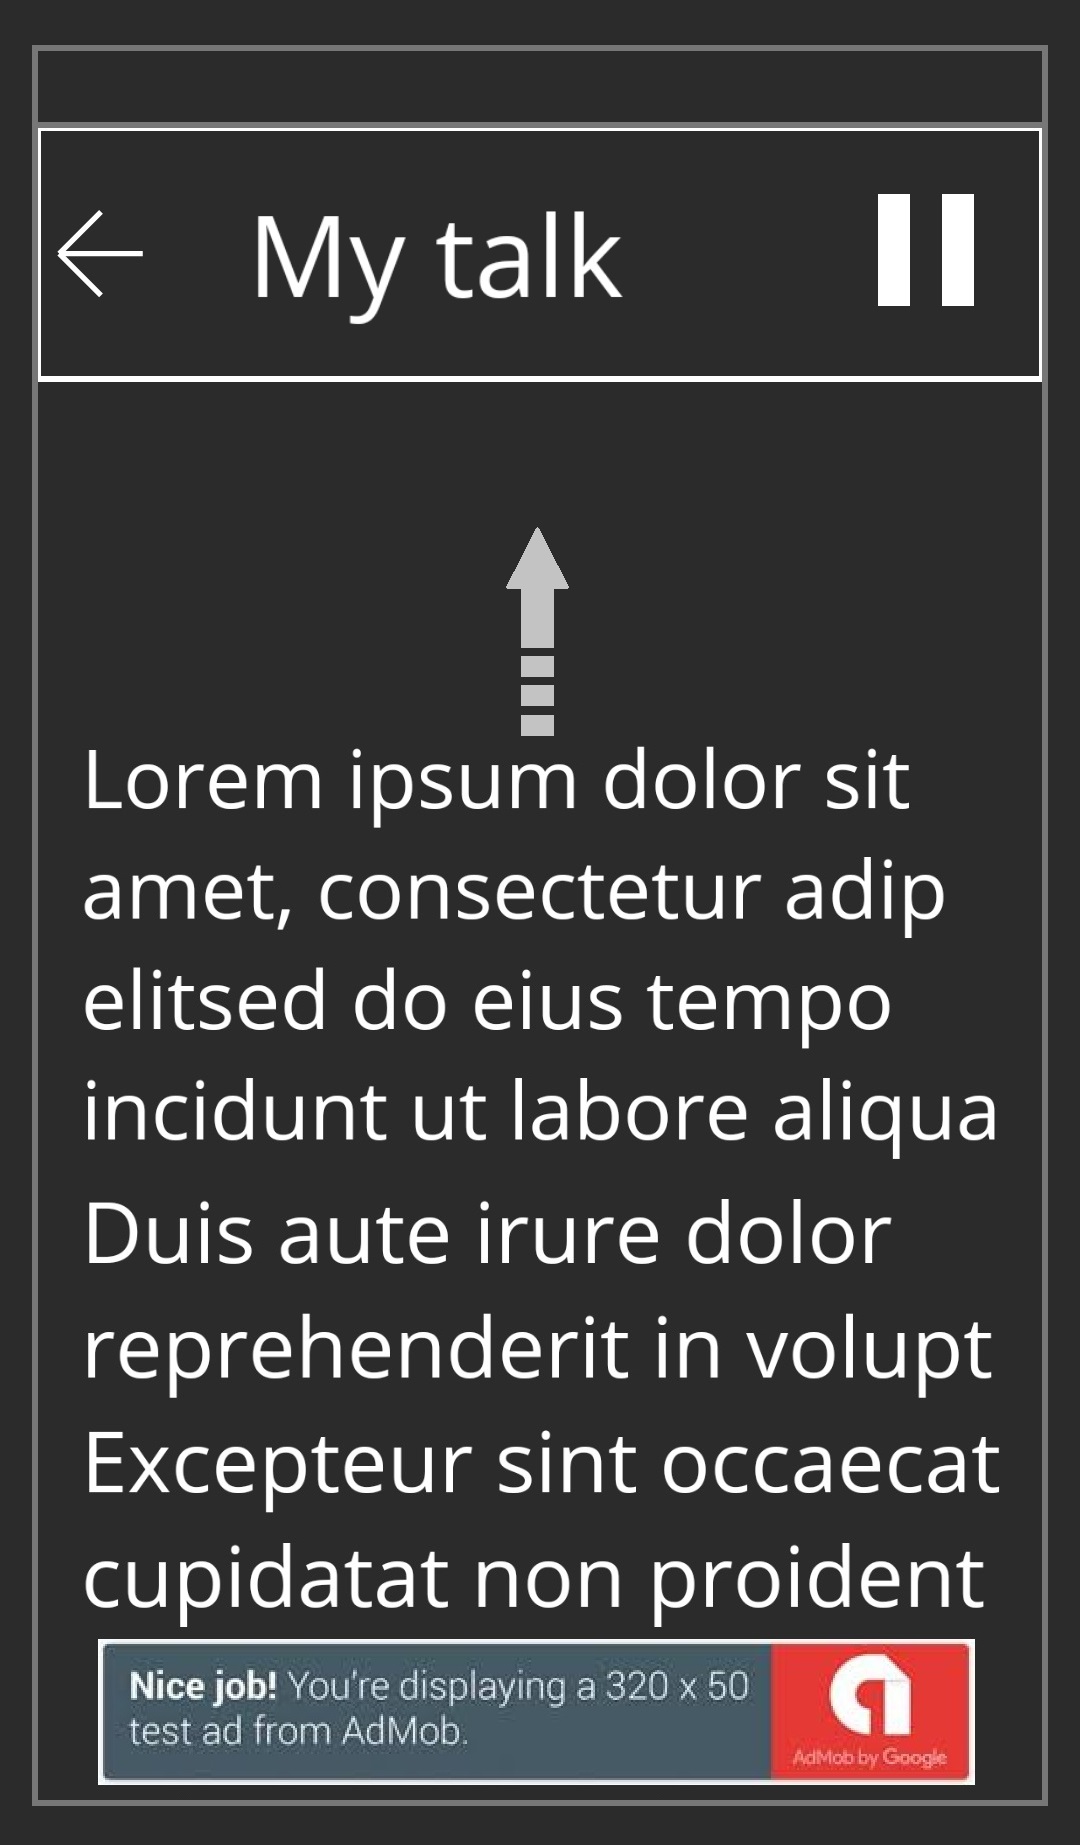 My talk
Lorem ipsum dolor sit
amet, consectetur adip
elitsed do eius tempo
incidunt ut labore aliqua
Duis aute irure dolor
reprehenderit in volupt
Excepteur sint occaecat
cupidatat non proident
Nice job! You're displaying a 320 x 50
test ad from AdMob.
AdMob by Google